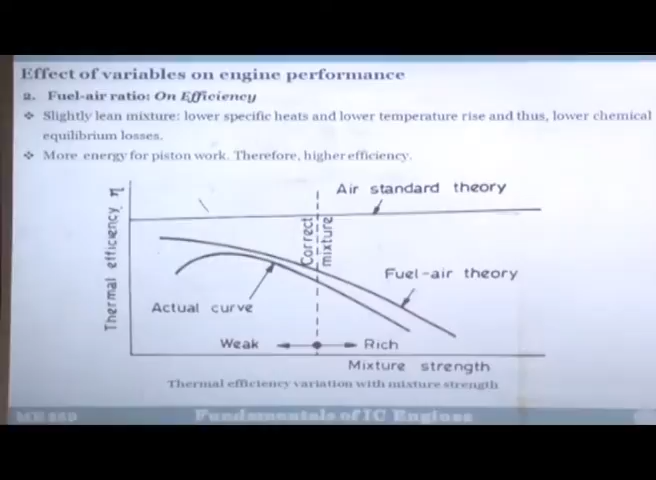 Effect of variables on engine performance
2. Fuel-air ratio: On Efficiency
❖ Slightly lean mixture: lower specific heats and lower temperature rise and thus, lower chemical
equilibrium losses.
❖ More energy for piston work. Therefore, higher efficiency.
Air standard theory
Thermal efficiency η
Correct
mixture
Fuel-air theory
Actual curve
Weak
Rich
Mixture strength
Thermal efficiency variation with mixture strength
Fundamentals of IC Engines